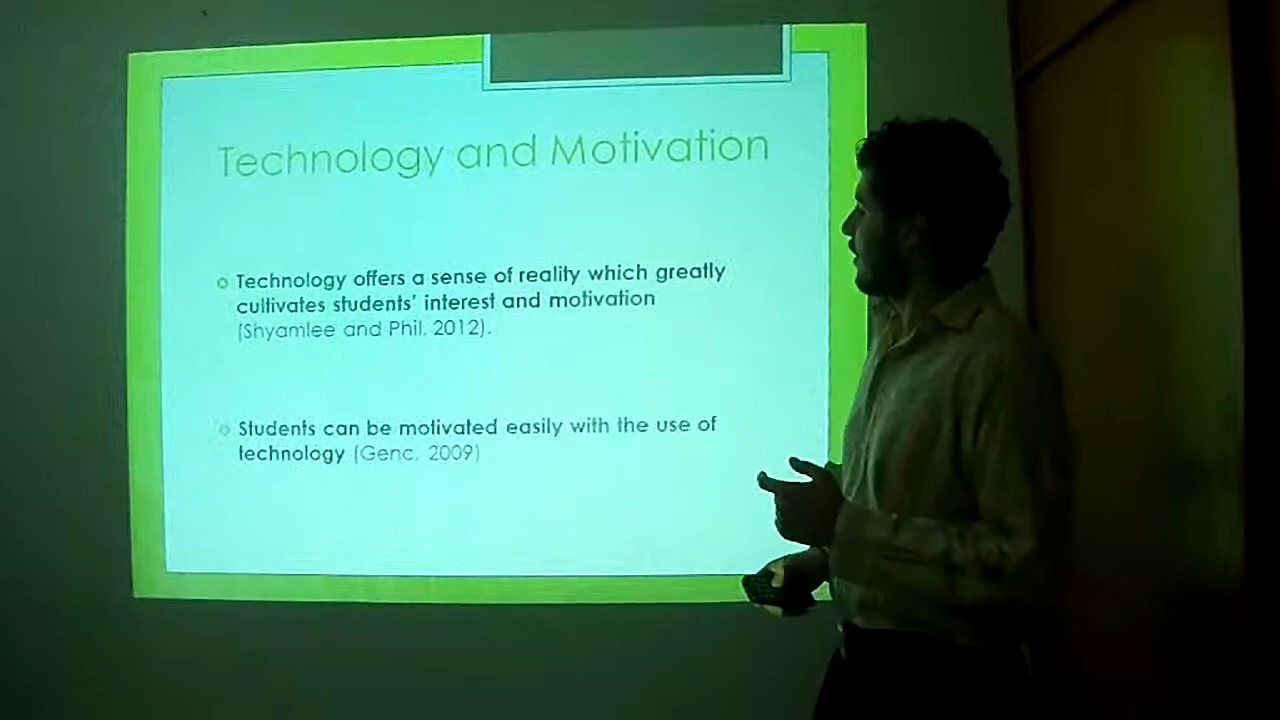 Technology and Motivation
Technology offers a sense of reality which greatly
cultivates students' interest and motivation
(Shyamlee and Phil, 2012).
Students can be motivated easily with the use of
technology (Genc, 2009)